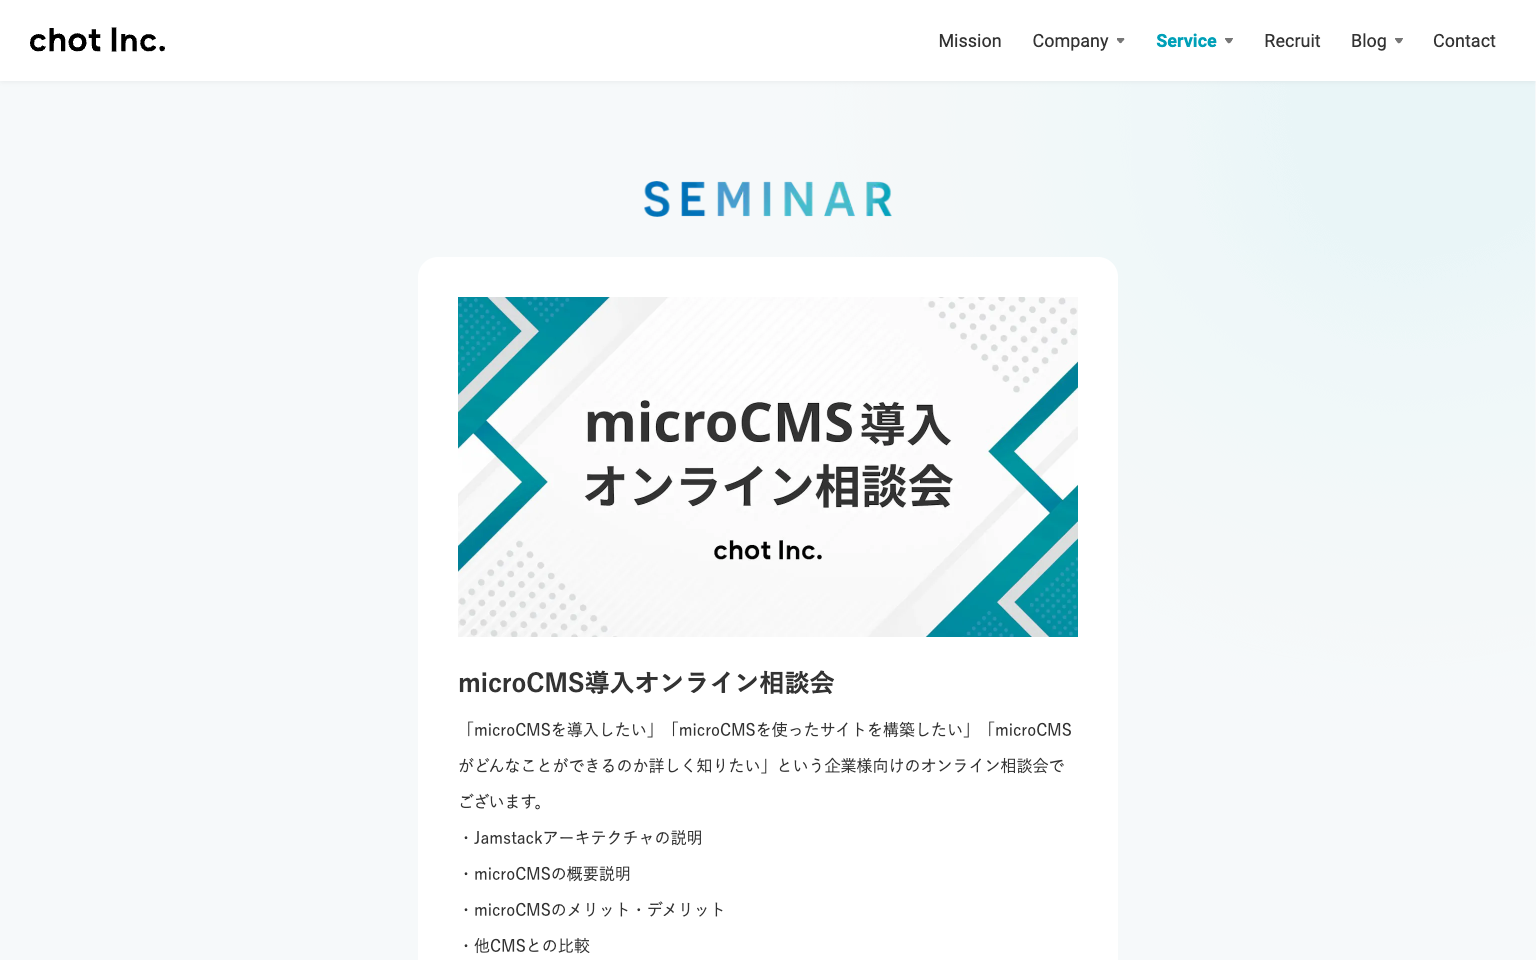 chot Inc.
Mission
Company
Service
Recruit
Blog
Contact
SEMINAR
microCMS導入
オンライン相談会
chot Inc.
microCMS導入オンライン相談会
「microCMSを導入したい」「microCMSを使ったサイトを構築したい」「microCMS
がどんなことができるのか詳しく知りたい」という企業様向けのオンライン相談会で
ございます。
・Jamstackアーキテクチャの説明
・microCMSの概要説明
・microCMSのメリット・デメリット
・他CMSとの比較